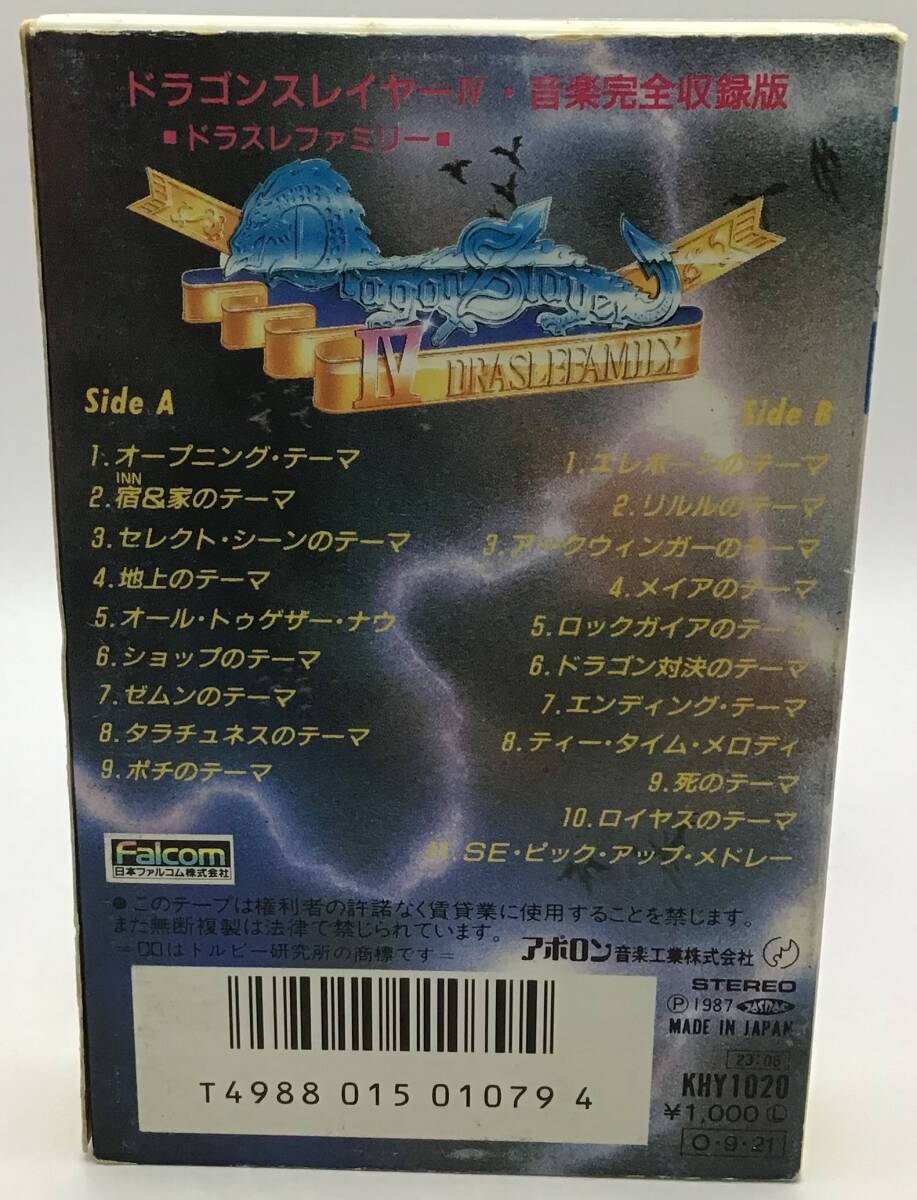 ドラゴンスレイヤーIV・音楽完全収録版
■ドラスレファミリー■
Dragon Slayer
IV DRASLEFAMILY
Side A
1.オープニング・テーマ
INN
2.宿&家のテーマ
3.セレクト・シーンのテーマ
4.地上のテーマ
5.オール・トゥゲザー・ナウ
6.ショップのテーマ
7.ゼムンのテーマ
8.タラチュネスのテーマ
9.ポチのテーマ
Side B
1.エレボーンのテーマ
2.リルルのテーマ
3.アークウィンガーのテーマ
4.メイアのテーマ
5.ロックガイアのテーマ
6.ドラゴン対決のテーマ
7.エンディング・テーマ
8.ティー・タイム・メロディ
9.死のテーマ
10.ロイヤスのテーマ
11.SE・ピック・アップ・メドレー
Falcom
日本ファルコム株式会社
●このテープは権利者の許諾なく賃貸業に使用することを禁じます。
また無断複製は法律で禁じられています。
=はドルビー研究所の商標です=
アポロン音楽工業株式会社
STEREO
Ⓟ1987 JASRAC
MADE IN JAPAN
23:08
KHY1020
¥1,000 Ⓛ
O・9・21
T4988 015 01079 4